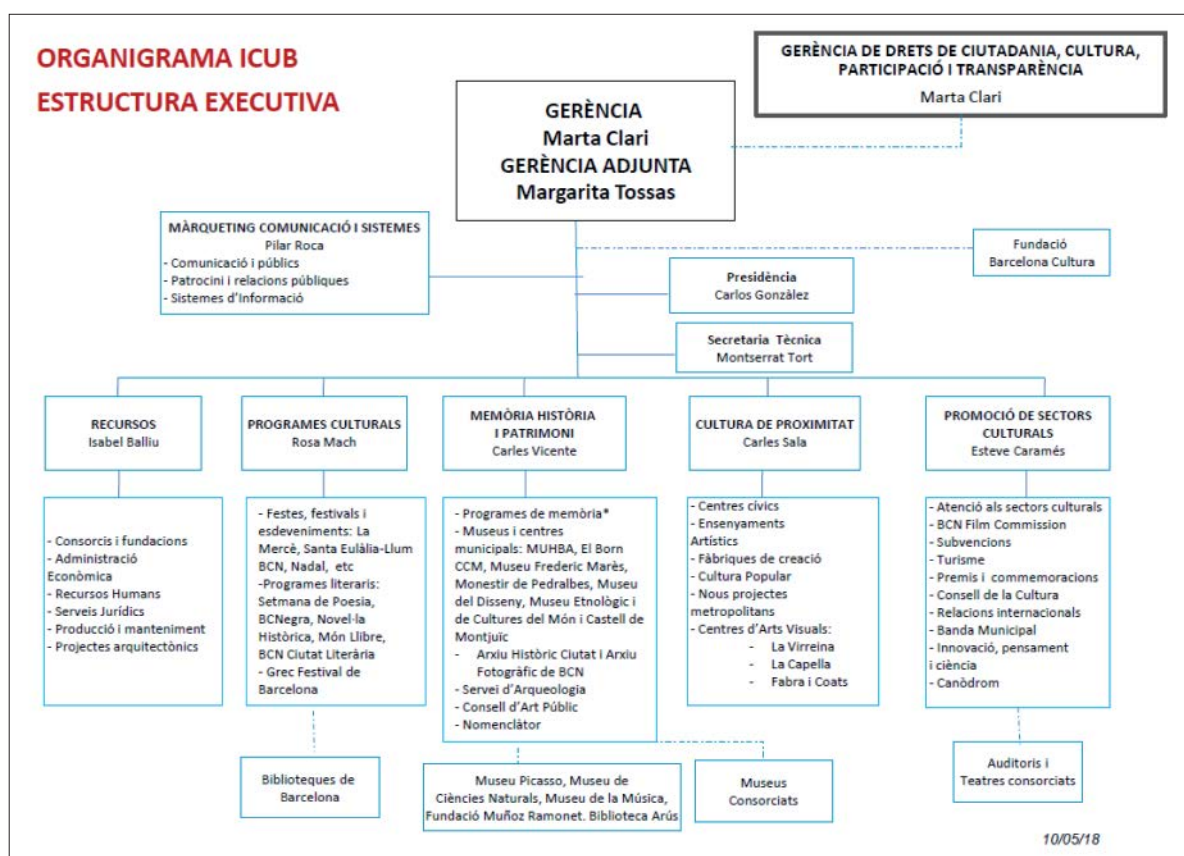 ORGANIGRAMA ICUB
ESTRUCTURA EXECUTIVA
GERÈNCIA DE DRETS DE CIUTADANIA, CULTURA,
PARTICIPACIÓ I TRANSPARÈNCIA
Marta Clari
GERÈNCIA
Marta Clari
GERÈNCIA ADJUNTA
Margarita Tossas
MÀRQUETING COMUNICACIÓ I SISTEMES
Pilar Roca
- Comunicació i públics
- Patrocini i relacions públiques
- Sistemes d'Informació
Fundació
Barcelona Cultura
Presidència
Carlos Gonzàlez
Secretaria Tècnica
Montserrat Tort
RECURSOS
Isabel Balliu
PROGRAMES CULTURALS
Rosa Mach
MEMÒRIA HISTÒRIA
I PATRIMONI
Carles Vicente
CULTURA DE PROXIMITAT
Carles Sala
PROMOCIÓ DE SECTORS
CULTURALS
Esteve Caramés
- Consorcis i fundacions
- Administració
Econòmica
- Recursos Humans
- Serveis Jurídics
- Producció i manteniment
- Projectes arquitectònics
- Festes, festivals i
esdeveniments: La
Mercè, Santa Eulàlia-Llum
BCN, Nadal, etc
-Programes literaris:
Setmana de Poesia,
BCNegra, Novel·la
Històrica, Món Llibre,
BCN Ciutat Literària
- Grec Festival de
Barcelona
- Programes de memòria*
- Museus i centres
municipals: MUHBA, El Born
CCM, Museu Frederic Marès,
Monestir de Pedralbes, Museu
del Disseny, Museu Etnològic i
de Cultures del Món i Castell de
Montjuïc
- Arxiu Històric Ciutat i Arxiu
Fotogràfic de BCN
- Servei d'Arqueologia
- Consell d'Art Públic
- Nomenclàtor
- Centres cívics
- Ensenyaments
Artístics
- Fàbriques de creació
- Cultura Popular
- Nous projectes
metropolitans
- Centres d'Arts Visuals:
- La Virreina
- La Capella
- Fabra i Coats
- Atenció als sectors culturals
- BCN Film Commission
- Subvencions
- Turisme
- Premis i commemoracions
- Consell de la Cultura
- Relacions internacionals
- Banda Municipal
- Innovació, pensament
i ciència
- Canòdrom
Biblioteques de
Barcelona
Museu Picasso, Museu de
Ciències Naturals, Museu de la Música,
Fundació Muñoz Ramonet. Biblioteca Arús
Museus
Consorciats
Auditoris i
Teatres consorciats
10/05/18